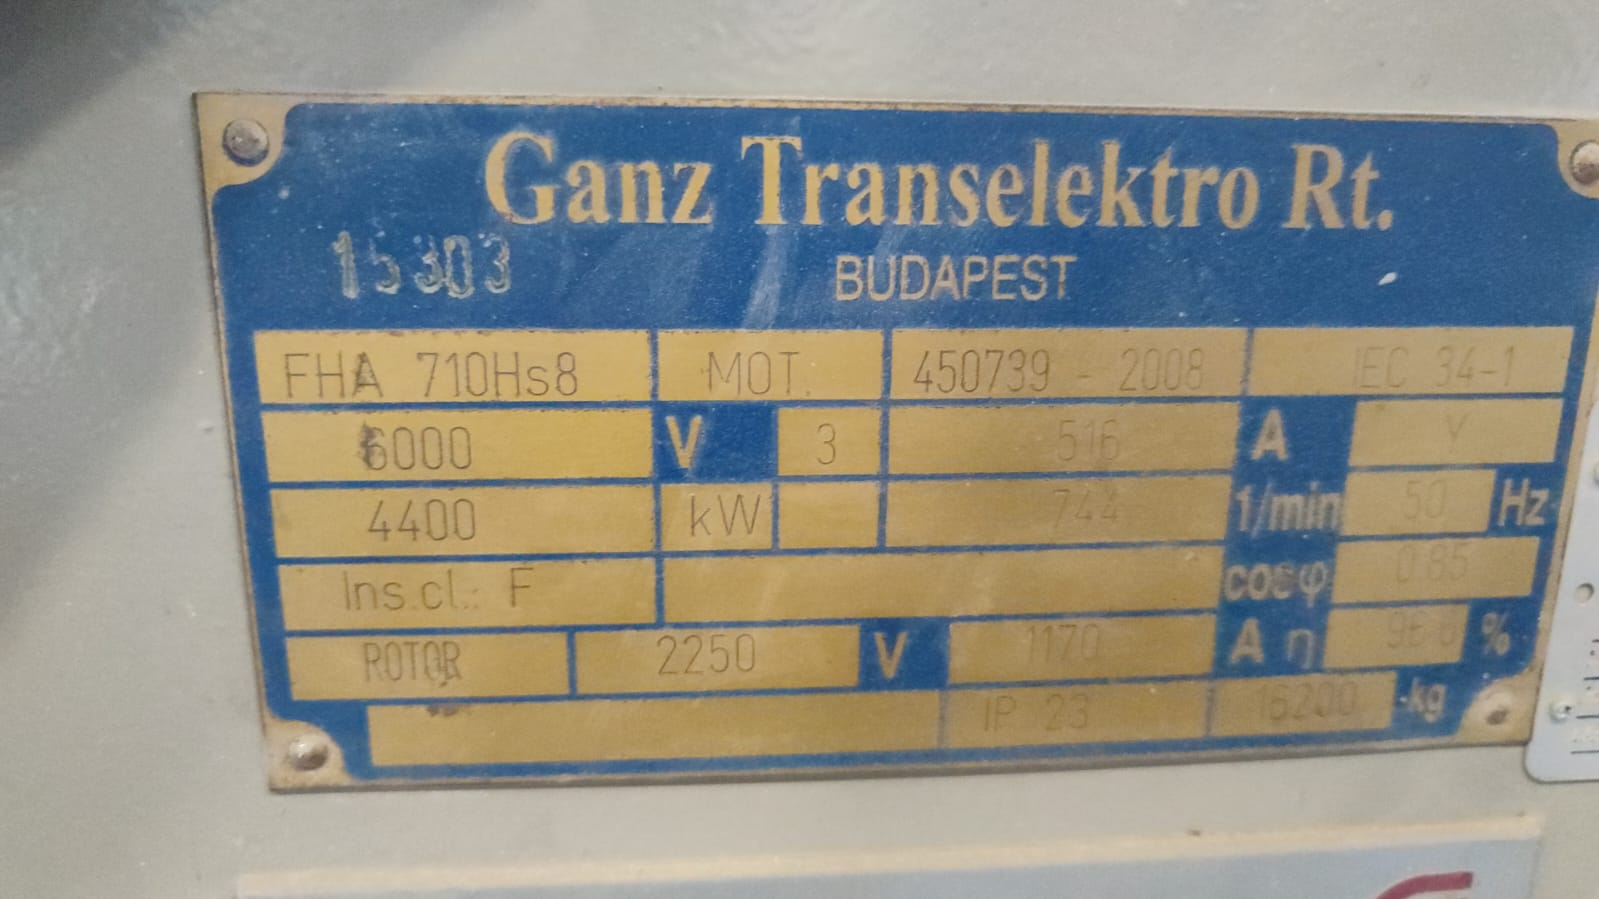 Ganz Transelektro Rt.
15303
BUDAPEST
FHA 710Hs8 MOT. 450739 - 2008 IEC 34-1
6000 V 3 516 A Y
4400 kW 744 1/min 50 Hz
Ins.cl.: F cosφ 0.85
ROTOR 2250 V 1170 A η %
IP 23 16200 -kg